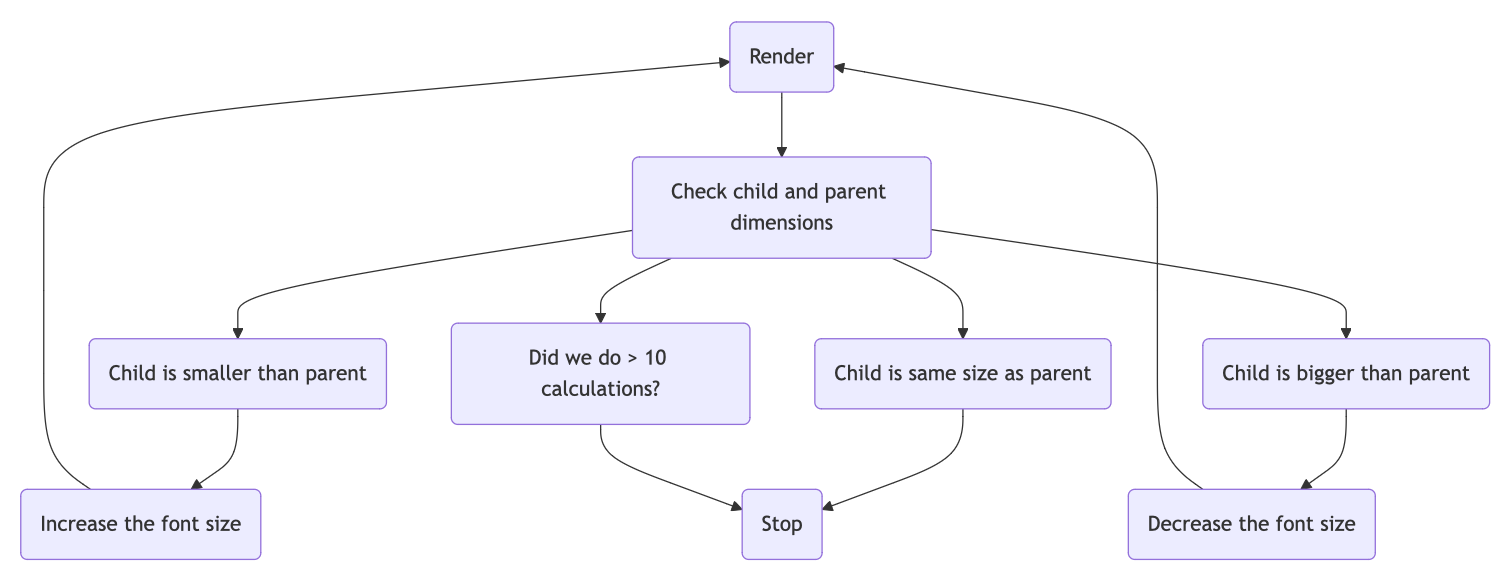 Render
Check child and parent
dimensions
Child is smaller than parent
Did we do > 10
calculations?
Child is same size as parent
Child is bigger than parent
Increase the font size
Stop
Decrease the font size